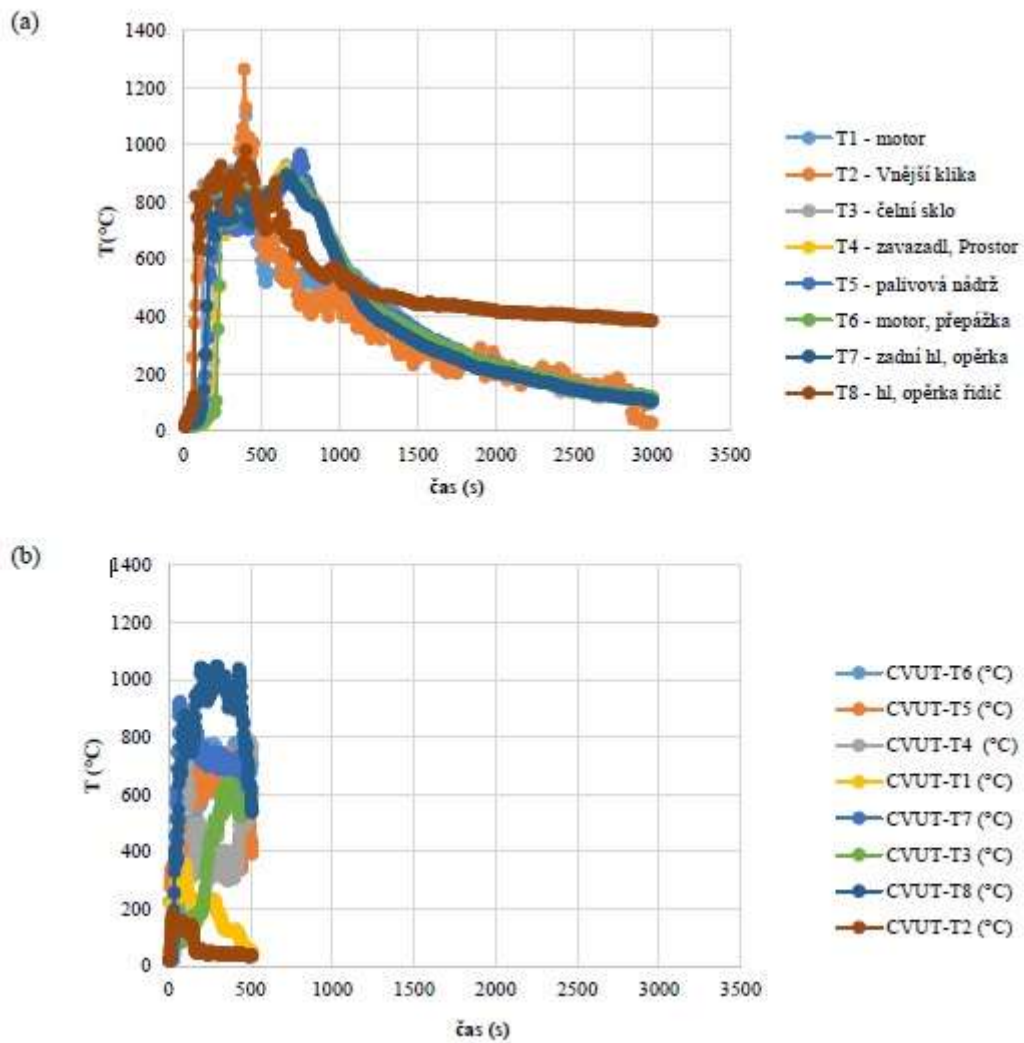 (a)
1400
1200
1000
800
600
400
200
0
T(°C)
0 500 1000 1500 2000 2500 3000 3500
čas (s)
T1 - motor
T2 - Vnější klika
T3 - čelní sklo
T4 - zavazadl, Prostor
T5 - palivová nádrž
T6 - motor, přepážka
T7 - zadní hl, opěrka
T8 - hl, opěrka řidič
(b)
1400
1200
1000
800
600
400
200
0
T (°C)
0 500 1000 1500 2000 2500 3000 3500
čas (s)
CVUT-T6 (°C)
CVUT-T5 (°C)
CVUT-T4 (°C)
CVUT-T1 (°C)
CVUT-T7 (°C)
CVUT-T3 (°C)
CVUT-T8 (°C)
CVUT-T2 (°C)